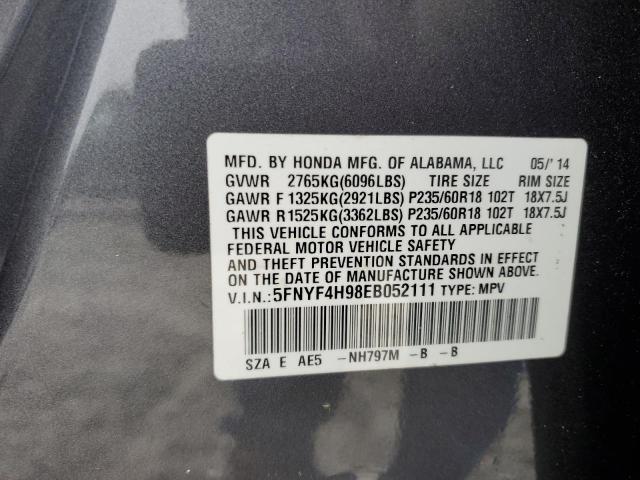 MFD. BY HONDA MFG. OF ALABAMA, LLC 05/'14
GVWR 2765KG(6096LBS) TIRE SIZE RIM SIZE
GAWR F 1325KG(2921LBS) P235/60R18 102T 18X7.5J
GAWR R 1525KG(3362LBS) P235/60R18 102T 18X7.5J
THIS VEHICLE CONFORMS TO ALL APPLICABLE
FEDERAL MOTOR VEHICLE SAFETY
AND THEFT PREVENTION STANDARDS IN EFFECT
ON THE DATE OF MANUFACTURE SHOWN ABOVE.
V.I.N.: 5FNYF4H98EB052111 TYPE: MPV
SZA E AE5 -NH797M -B -B